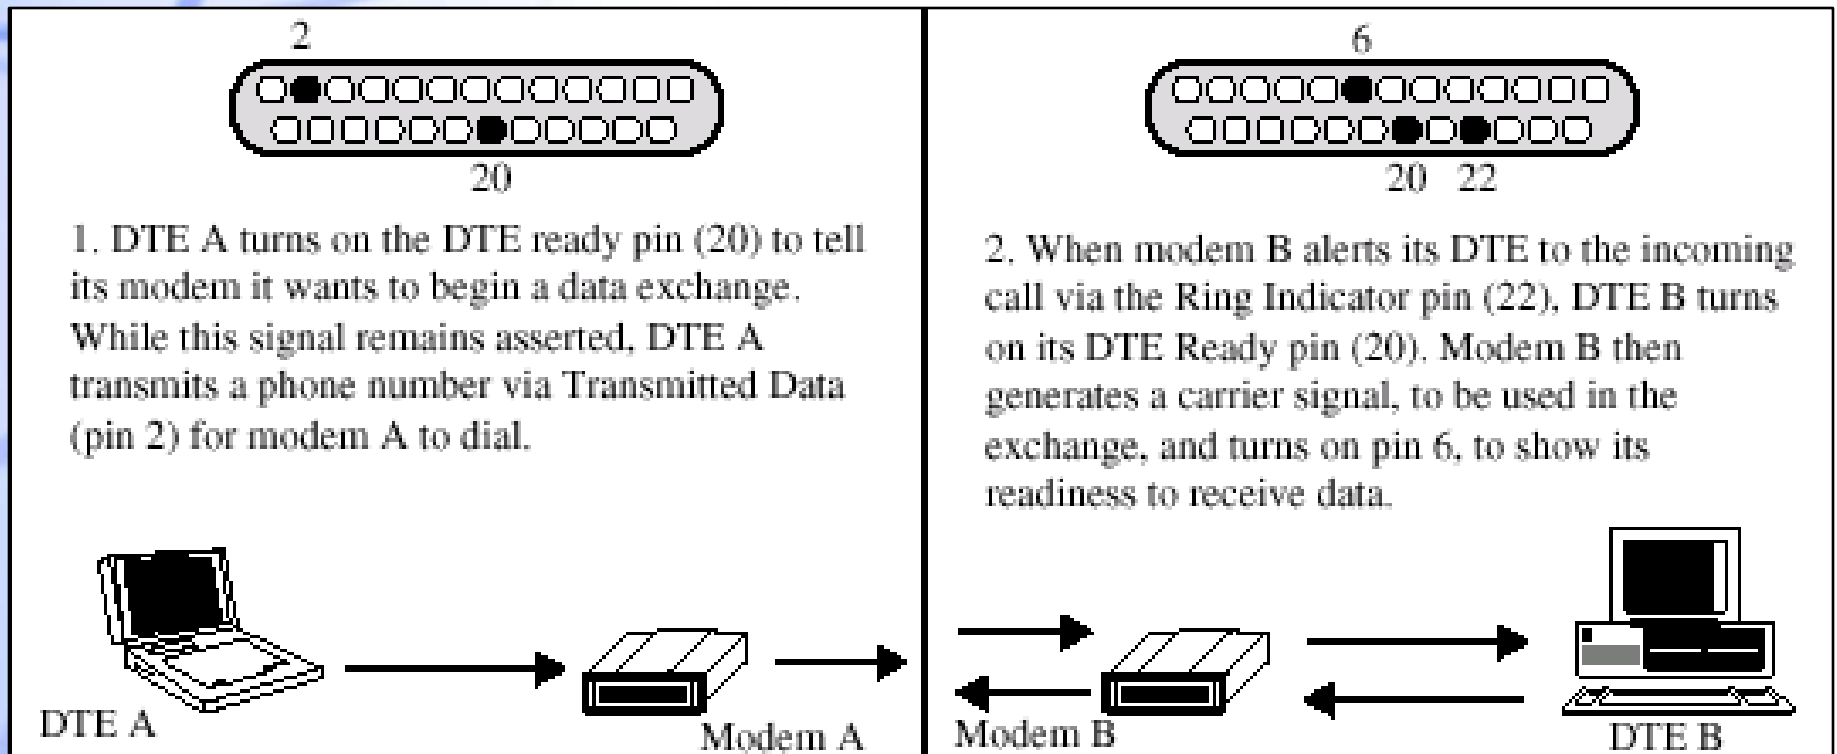 2
20
1. DTE A turns on the DTE ready pin (20) to tell
its modem it wants to begin a data exchange.
While this signal remains asserted, DTE A
transmits a phone number via Transmitted Data
(pin 2) for modem A to dial.
DTE A
Modem A
6
20 22
2. When modem B alerts its DTE to the incoming
call via the Ring Indicator pin (22), DTE B turns
on its DTE Ready pin (20). Modem B then
generates a carrier signal, to be used in the
exchange, and turns on pin 6, to show its
readiness to receive data.
Modem B
DTE B